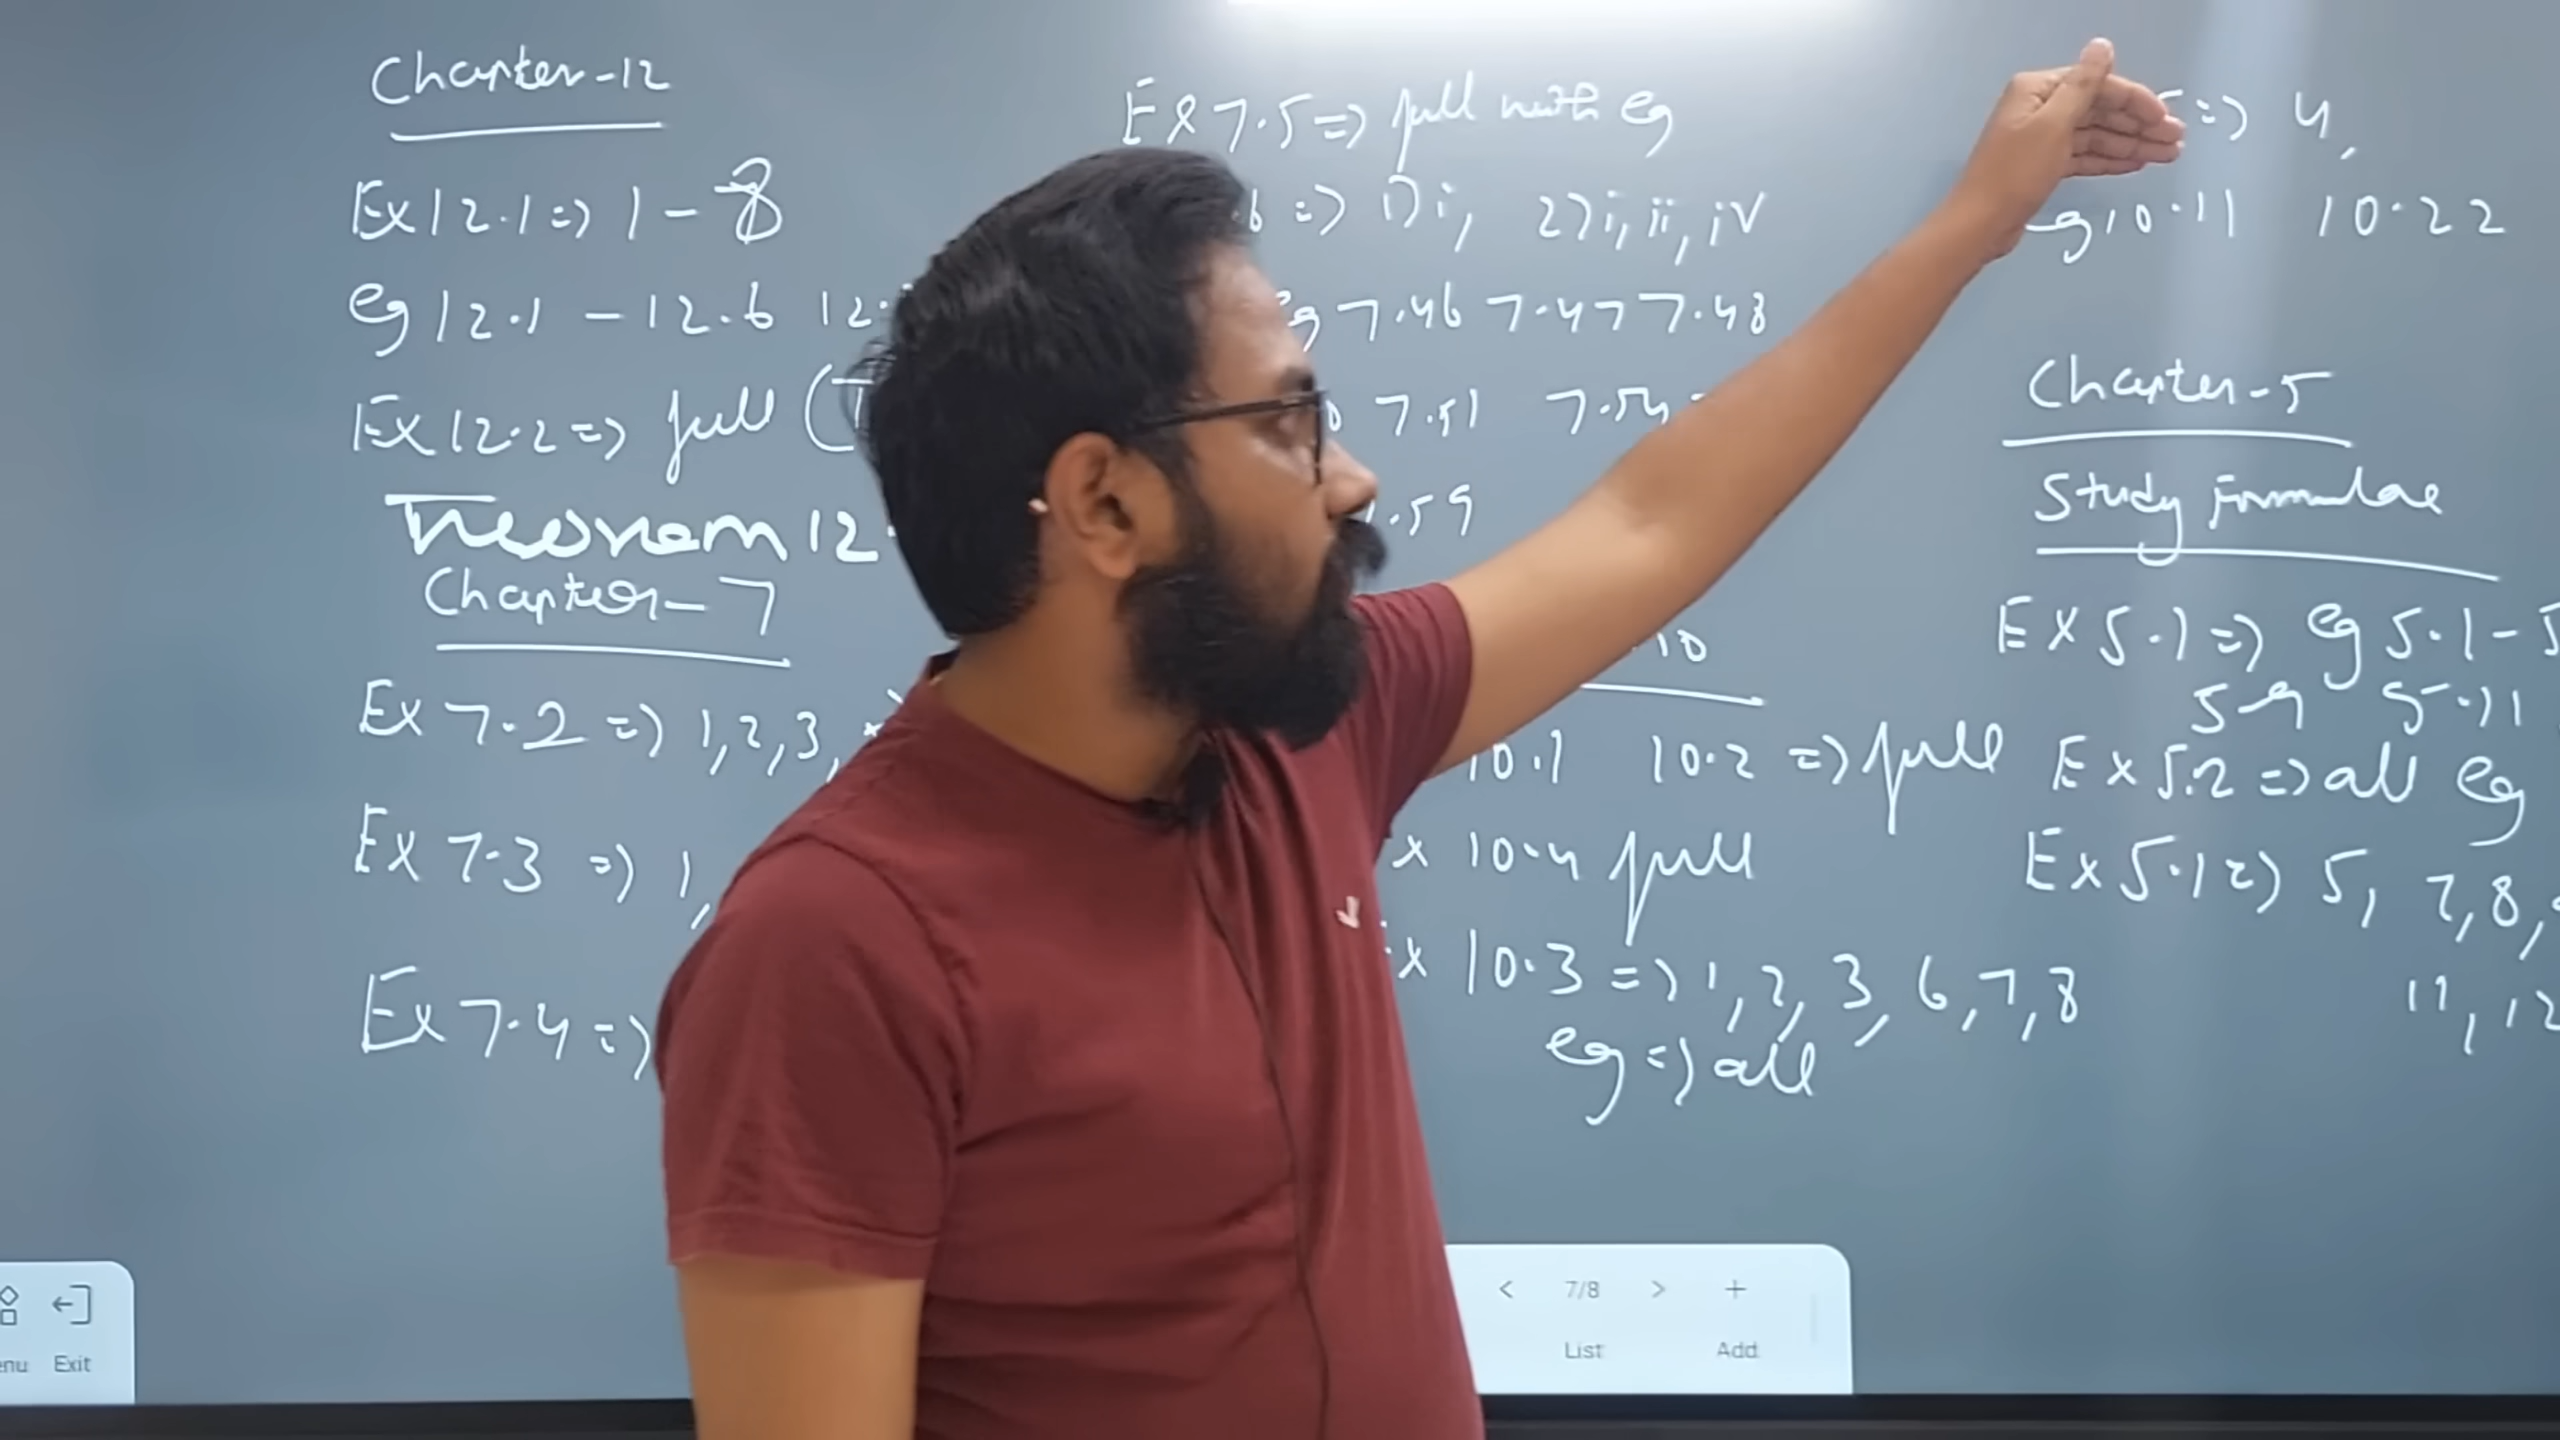 Chapter-12
Ex 12.1 => 1 - 8
eg 12.1 - 12.6 12.
Ex 12.2 => full (T
Theorem 12.
Chapter-7
Ex 7.2 => 1, 2, 3,
Ex 7.3 => 1,
Ex 7.4 =>
Ex 7.5 => full with eg
.6 => 1) i, 2) i, ii, iv
eg 7.46 7.47 7.48
7.51 7.54
.59
10
10.1 10.2 => full
x 10.4 full
Ex 10.3 => 1, 2, 3, 6, 7, 8
eg => all
5 => 4,
eg 10.11 10.22
Chapter-5
Study Formulae
Ex 5.1 => eg 5.1 - 5
5.9 5.11
Ex 5.2 => all eg
Ex 5.1 => 5, 7, 8,
11, 12
Exit
< 7/8 > +
List Add